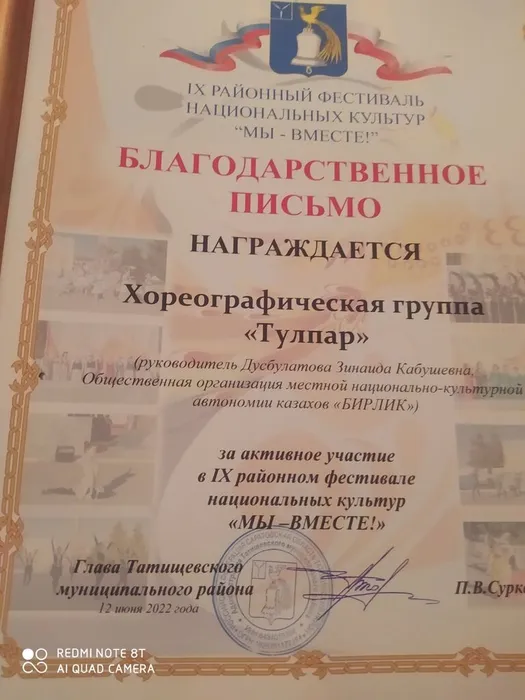 IX РАЙОННЫЙ ФЕСТИВАЛЬ
НАЦИОНАЛЬНЫХ КУЛЬТУР
"МЫ - ВМЕСТЕ!"
БЛАГОДАРСТВЕННОЕ
ПИСЬМО
НАГРАЖДАЕТСЯ
Хореографическая группа
«Тулпар»
(руководитель Дусбулатова Зинаида Кабушевна,
Общественная организация местной национально-культурной
автономии казахов «БИРЛИК»)
за активное участие
в IX районном фестивале
национальных культур
«МЫ –ВМЕСТЕ!»
Глава Татищевского
муниципального района
П.В.Сурк
12 июня 2022 года
REDMI NOTE 8T
AI QUAD CAMERA